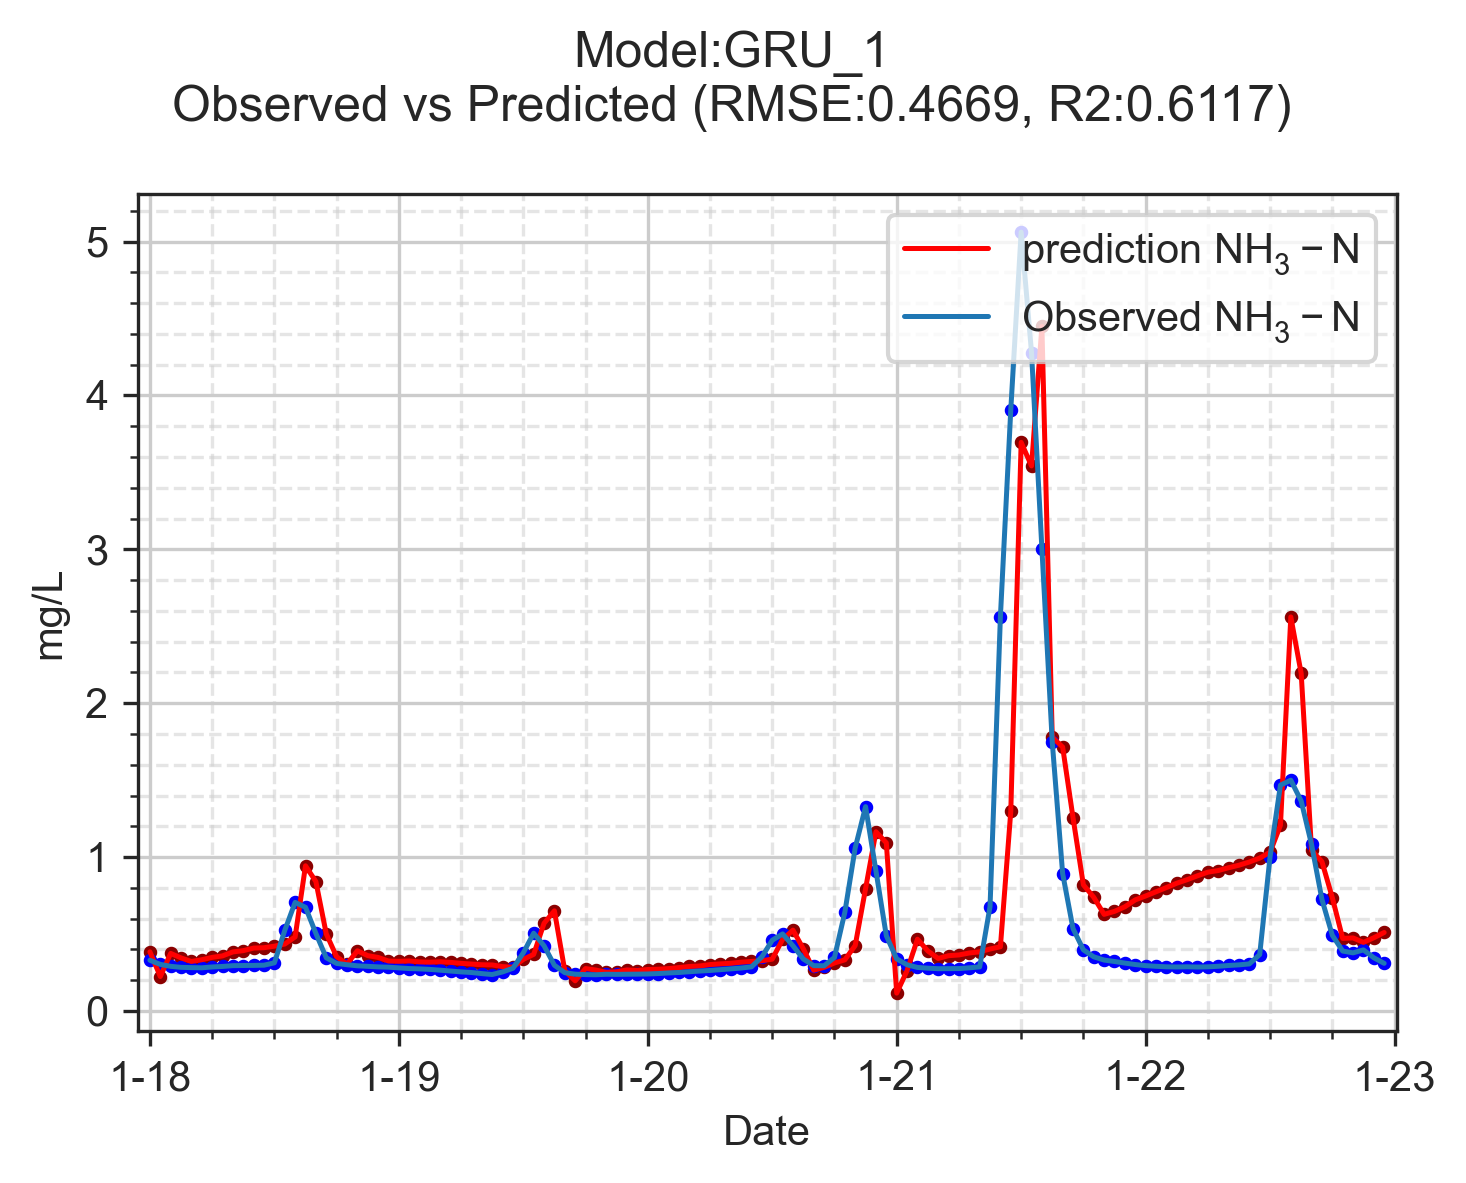 Model:GRU_1
Observed vs Predicted (RMSE:0.4669, R2:0.6117)
prediction NH₃ − N
Observed NH₃ − N
5
4
3
2
1
0
mg/L
1-18 1-19 1-20 1-21 1-22 1-23
Date